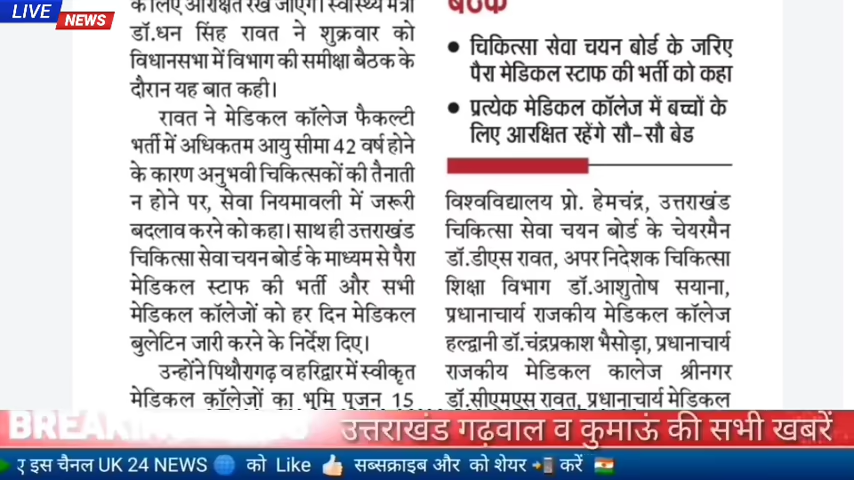 LIVE
NEWS
के लिए आरक्षित रखे जाएंगे। स्वास्थ्य मंत्री
डॉ.धन सिंह रावत ने शुक्रवार को
विधानसभा में विभाग की समीक्षा बैठक के
दौरान यह बात कही।
रावत ने मेडिकल कॉलेज फैकल्टी
भर्ती में अधिकतम आयु सीमा 42 वर्ष होने
के कारण अनुभवी चिकित्सकों की तैनाती
न होने पर, सेवा नियमावली में जरूरी
बदलाव करने को कहा। साथ ही उत्तराखंड
चिकित्सा सेवा चयन बोर्ड के माध्यम से पैरा
मेडिकल स्टाफ की भर्ती और सभी
मेडिकल कॉलेजों को हर दिन मेडिकल
बुलेटिन जारी करने के निर्देश दिए।
उन्होंने पिथौरागढ़ व हरिद्वार में स्वीकृत
मेडिकल कॉलेजों का भूमि पूजन 15
बैठक
• चिकित्सा सेवा चयन बोर्ड के जरिए
पैरा मेडिकल स्टाफ की भर्ती को कहा
• प्रत्येक मेडिकल कॉलेज में बच्चों के
लिए आरक्षित रहेंगे सौ-सौ बेड
विश्वविद्यालय प्रो. हेमचंद्र, उत्तराखंड
चिकित्सा सेवा चयन बोर्ड के चेयरमैन
डॉ.डीएस रावत, अपर निदेशक चिकित्सा
शिक्षा विभाग डॉ.आशुतोष सयाना,
प्रधानाचार्य राजकीय मेडिकल कॉलेज
हल्द्वानी डॉ.चंद्रप्रकाश भैसोड़ा, प्रधानाचार्य
राजकीय मेडिकल कालेज श्रीनगर
डॉ.सीएमएस रावत, प्रधानाचार्य मेडिकल
BREAKING NEWS उत्तराखंड गढ़वाल व कुमाऊं की सभी खबरें
ए इस चैनल UK 24 NEWS 🌐 को Like 👍🏻 सब्सक्राइब और को शेयर 📲 करें 🇮🇳